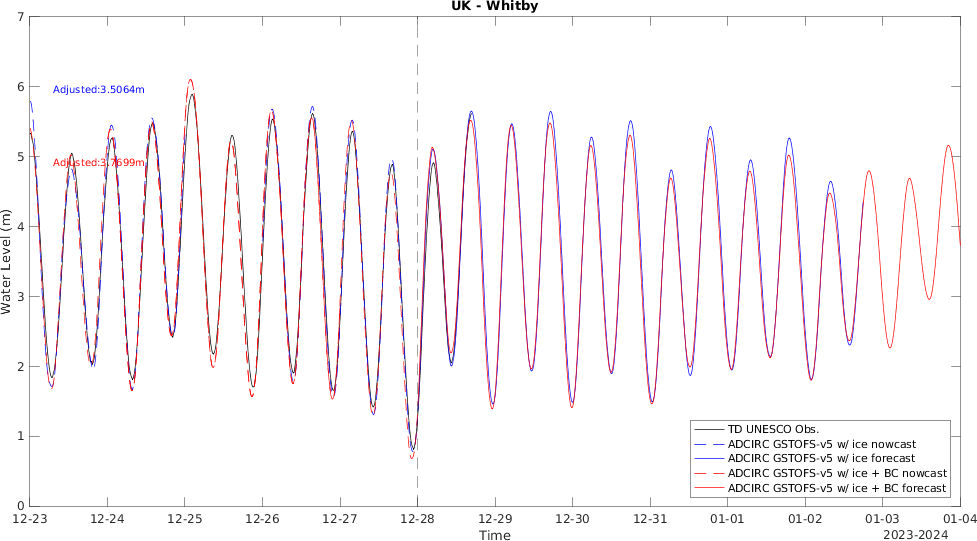 UK - Whitby
7
6
5
4
3
2
1
0
Water Level (m)
Adjusted:3.5064m
Adjusted:3.7699m
TD UNESCO Obs.
ADCIRC GSTOFS-v5 w/ ice nowcast
ADCIRC GSTOFS-v5 w/ ice forecast
ADCIRC GSTOFS-v5 w/ ice + BC nowcast
ADCIRC GSTOFS-v5 w/ ice + BC forecast
12-23 12-24 12-25 12-26 12-27 12-28 12-29 12-30 12-31 01-01 01-02 01-03 01-04
Time
2023-2024